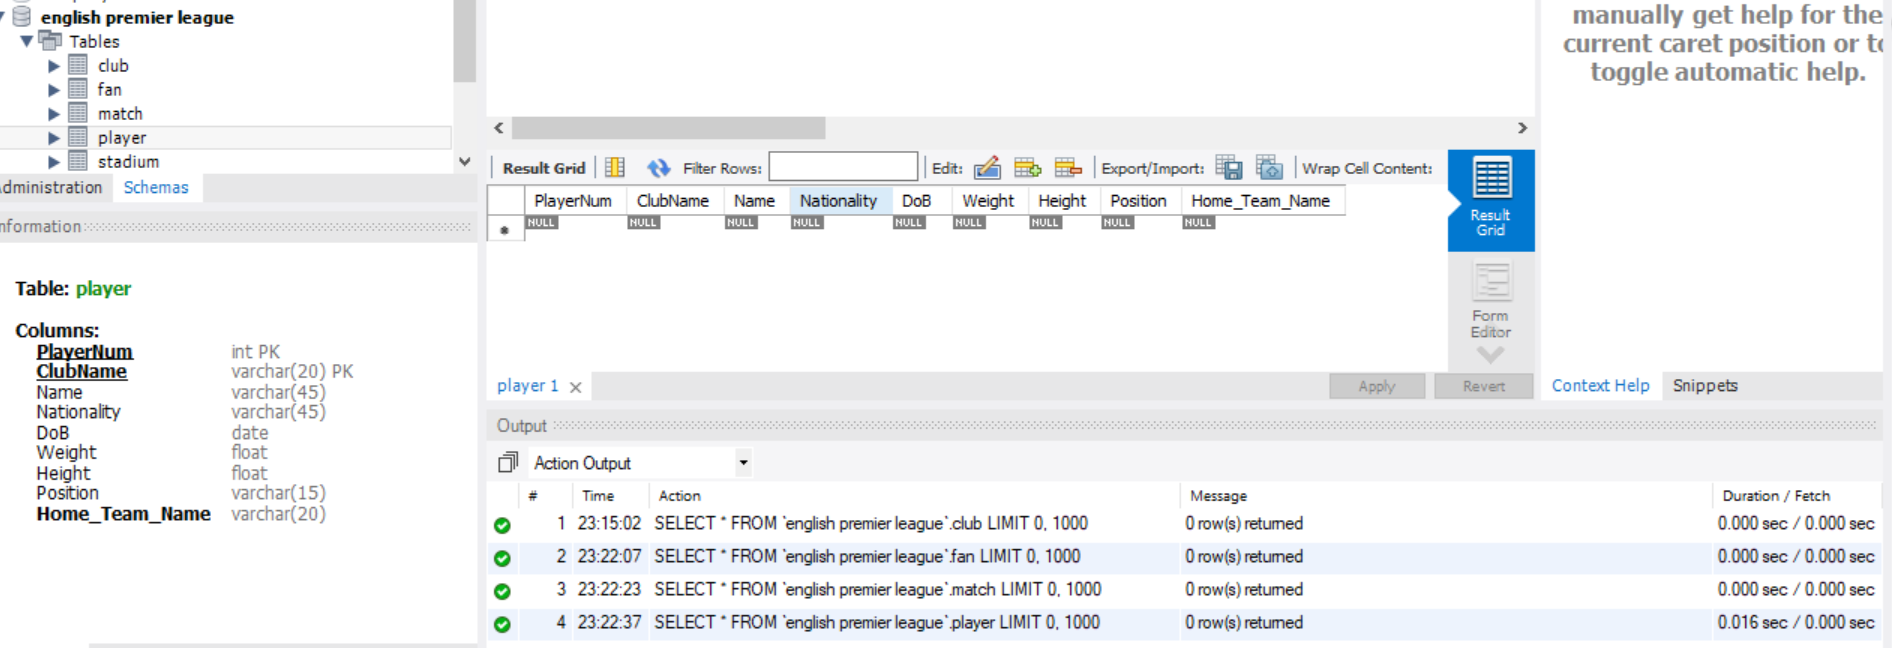 english premier league
Tables
club
fan
match
player
stadium
Administration Schemas
Information
Table: player
Columns:
PlayerNum int PK
ClubName varchar(20) PK
Name varchar(45)
Nationality varchar(45)
DoB date
Weight float
Height float
Position varchar(15)
Home_Team_Name varchar(20)
Result Grid Filter Rows: Edit: Export/Import: Wrap Cell Content:
PlayerNum ClubName Name Nationality DoB Weight Height Position Home_Team_Name
NULL NULL NULL NULL NULL NULL NULL NULL NULL
Result
Grid
Form
Editor
player 1 Apply Revert
manually get help for the
current caret position or to
toggle automatic help.
Context Help Snippets
Output
Action Output
# Time Action Message Duration / Fetch
1 23:15:02 SELECT * FROM `english premier league`.club LIMIT 0, 1000 0 row(s) returned 0.000 sec / 0.000 sec
2 23:22:07 SELECT * FROM `english premier league`.fan LIMIT 0, 1000 0 row(s) returned 0.000 sec / 0.000 sec
3 23:22:23 SELECT * FROM `english premier league`.match LIMIT 0, 1000 0 row(s) returned 0.000 sec / 0.000 sec
4 23:22:37 SELECT * FROM `english premier league`.player LIMIT 0, 1000 0 row(s) returned 0.016 sec / 0.000 sec